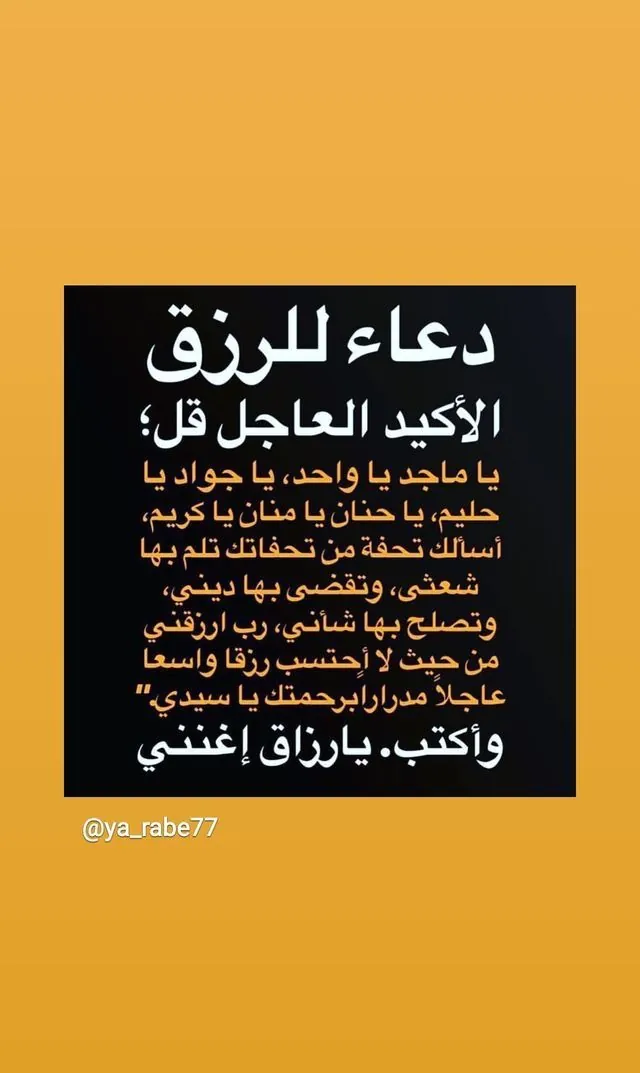 دعاء للرزق
الأكيد العاجل قل؛
يا ماجد يا واحد، يا جواد يا
حليم، يا حنان يا منان يا كريم،
أسألك تحفة من تحفاتك تلم بها
شعثى، وتقضى بها ديني،
وتصلح بها شأني، رب ارزقني
من حيث لا أحتسب رزقا واسعا
عاجلاً مدراراًبرحمتك يا سيدي."
وأكتب. يارزاق إغنني
@ya_rabe77